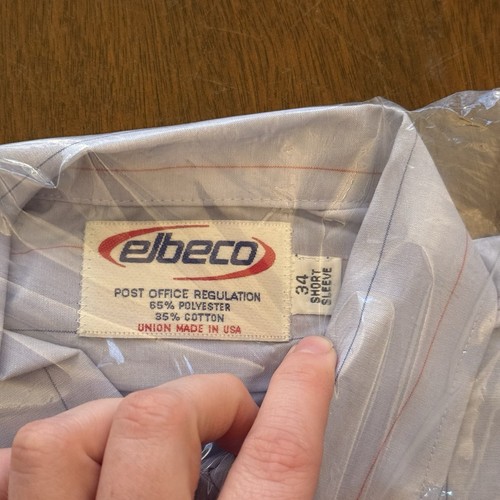 elbeco
POST OFFICE REGULATION
65% POLYESTER
35% COTTON
UNION MADE IN USA
34
SHORT
SLEEVE